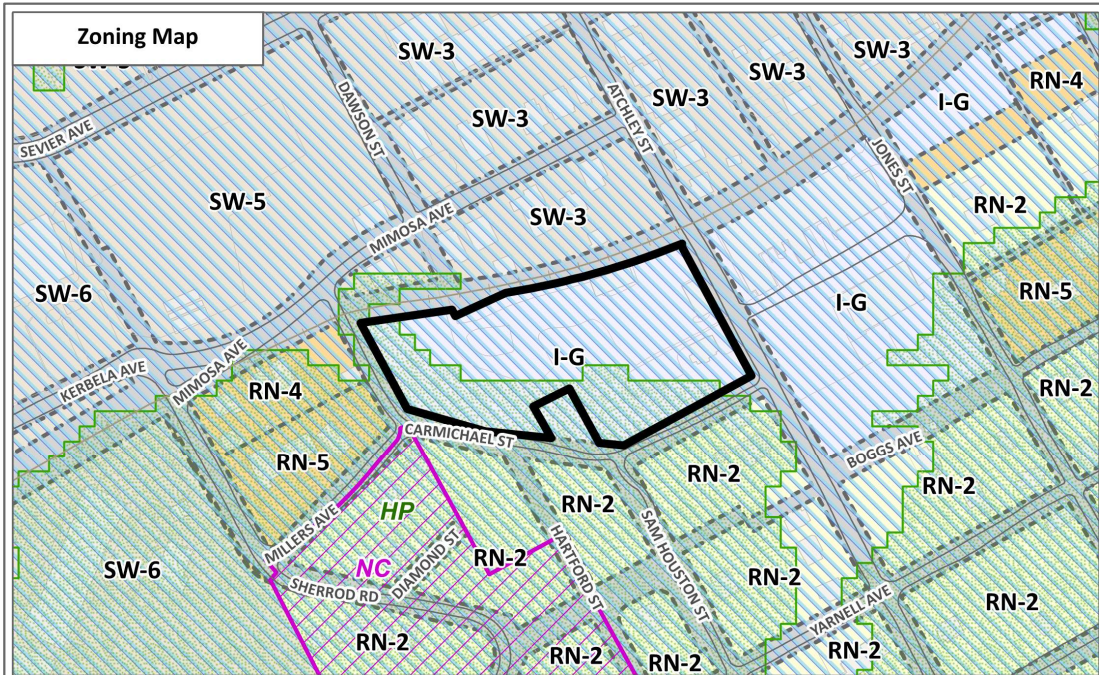 Zoning Map
SW-3
SW-3
SW-3
SW-3
SW-3
I-G
RN-4
SEVIER AVE
DAWSON ST
ATCHLEY ST
JONES ST
SW-5
MIMOSA AVE
SW-3
RN-2
SW-6
RN-5
I-G
I-G
KERBELA AVE
MIMOSA AVE
RN-4
RN-2
CARMICHAEL ST
RN-5
BOGGS AVE
RN-2
RN-2
RN-2
HP
MILLERS AVE
NC
DIAMOND ST
RN-2
HARTFORD ST
SAM HOUSTON ST
SW-6
SHERROD RD
RN-2
YARNELL AVE
RN-2
RN-2
RN-2
RN-2
RN-2